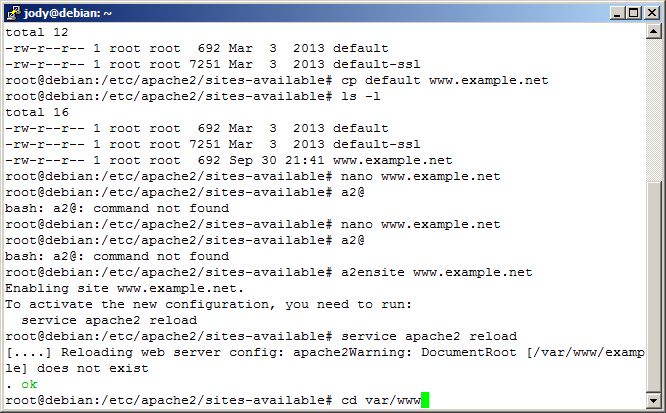 jody@debian: ~
total 12
-rw-r--r-- 1 root root  692 Mar  3  2013 default
-rw-r--r-- 1 root root 7251 Mar  3  2013 default-ssl
root@debian:/etc/apache2/sites-available# cp default www.example.net
root@debian:/etc/apache2/sites-available# ls -l
total 16
-rw-r--r-- 1 root root  692 Mar  3  2013 default
-rw-r--r-- 1 root root 7251 Mar  3  2013 default-ssl
-rw-r--r-- 1 root root  692 Sep 30 21:41 www.example.net
root@debian:/etc/apache2/sites-available# nano www.example.net
root@debian:/etc/apache2/sites-available# a2@
bash: a2@: command not found
root@debian:/etc/apache2/sites-available# nano www.example.net
root@debian:/etc/apache2/sites-available# a2@
bash: a2@: command not found
root@debian:/etc/apache2/sites-available# a2ensite www.example.net
Enabling site www.example.net.
To activate the new configuration, you need to run:
  service apache2 reload
root@debian:/etc/apache2/sites-available# service apache2 reload
[....] Reloading web server config: apache2Warning: DocumentRoot [/var/www/examp
le] does not exist
. ok
root@debian:/etc/apache2/sites-available# cd var/www